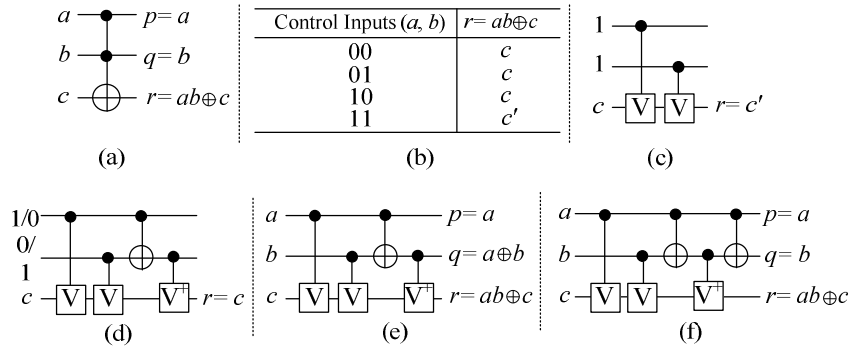 a p= a
b q= b
c r= ab⊕c
(a)
Control Inputs (a, b) r= ab⊕c
00 c
01 c
10 c
11 c′
(b)
1
1
c V V r= c′
(c)
1/0
0/
1
c V V V+ r= c
(d)
a p= a
b q= a⊕b
c V V V+ r= ab⊕c
(e)
a p= a
b q= b
c V V V+ r= ab⊕c
(f)